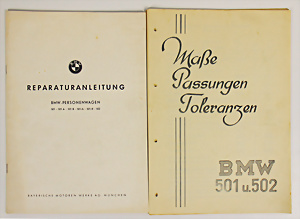 REPARATURANLEITUNG
BMW PERSONENWAGEN
BAYERISCHE MOTOREN WERKE AG. MÜNCHEN
Maße
Passungen
Toleranzen
BMW
501 u. 502